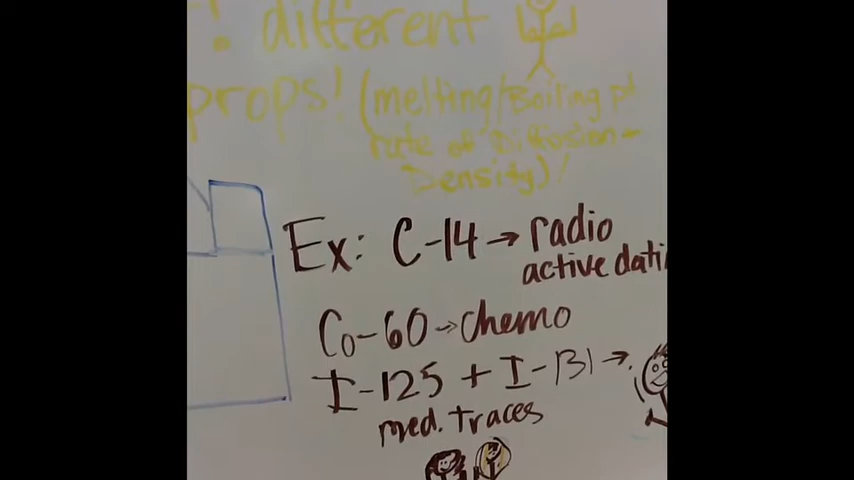 ! different
props! (melting/Boiling pt
rate of Diffusion +
Density)!
Ex: C-14 → radio
active dati
Co-60 → chemo
I-125 + I-131 →
med. traces